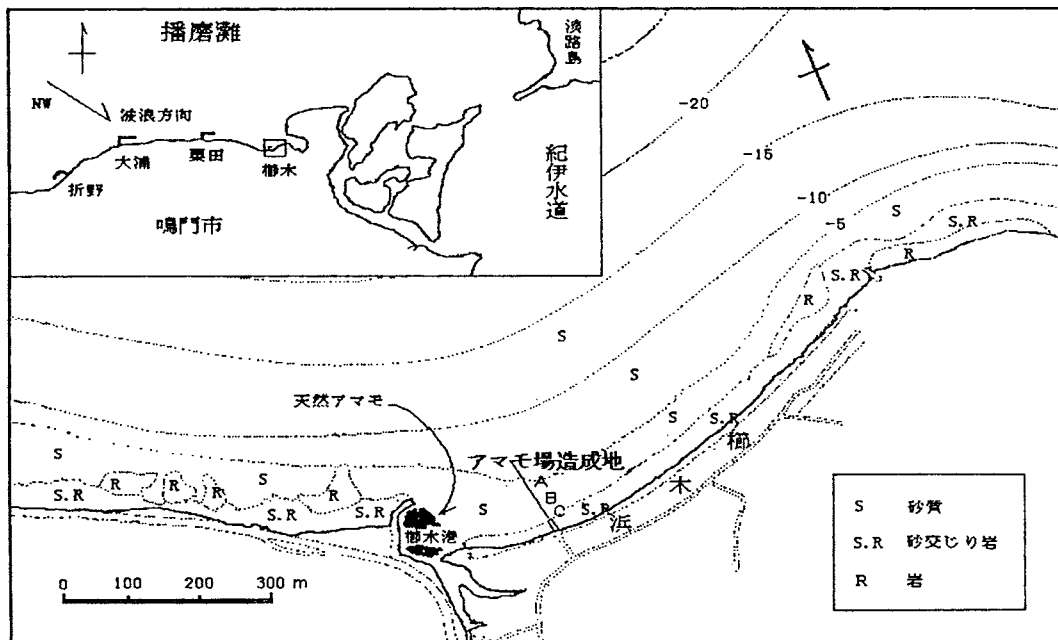 播磨灘
淡路島
NW
波浪方向
大浦
粟田
櫛木
折野
鳴門市
紀伊水道
-20
-15
-10
-5
S
S.R
R
S.R
R
S
S
天然アマモ
S
S.R
アマモ場造成地
櫛
S
R
R
R
S
R
A
B
S.R
S.R
S.R
櫛木港
S
C
S.R
浜
木
0 100 200 300 m
S 砂質
S.R 砂交じり岩
R 岩